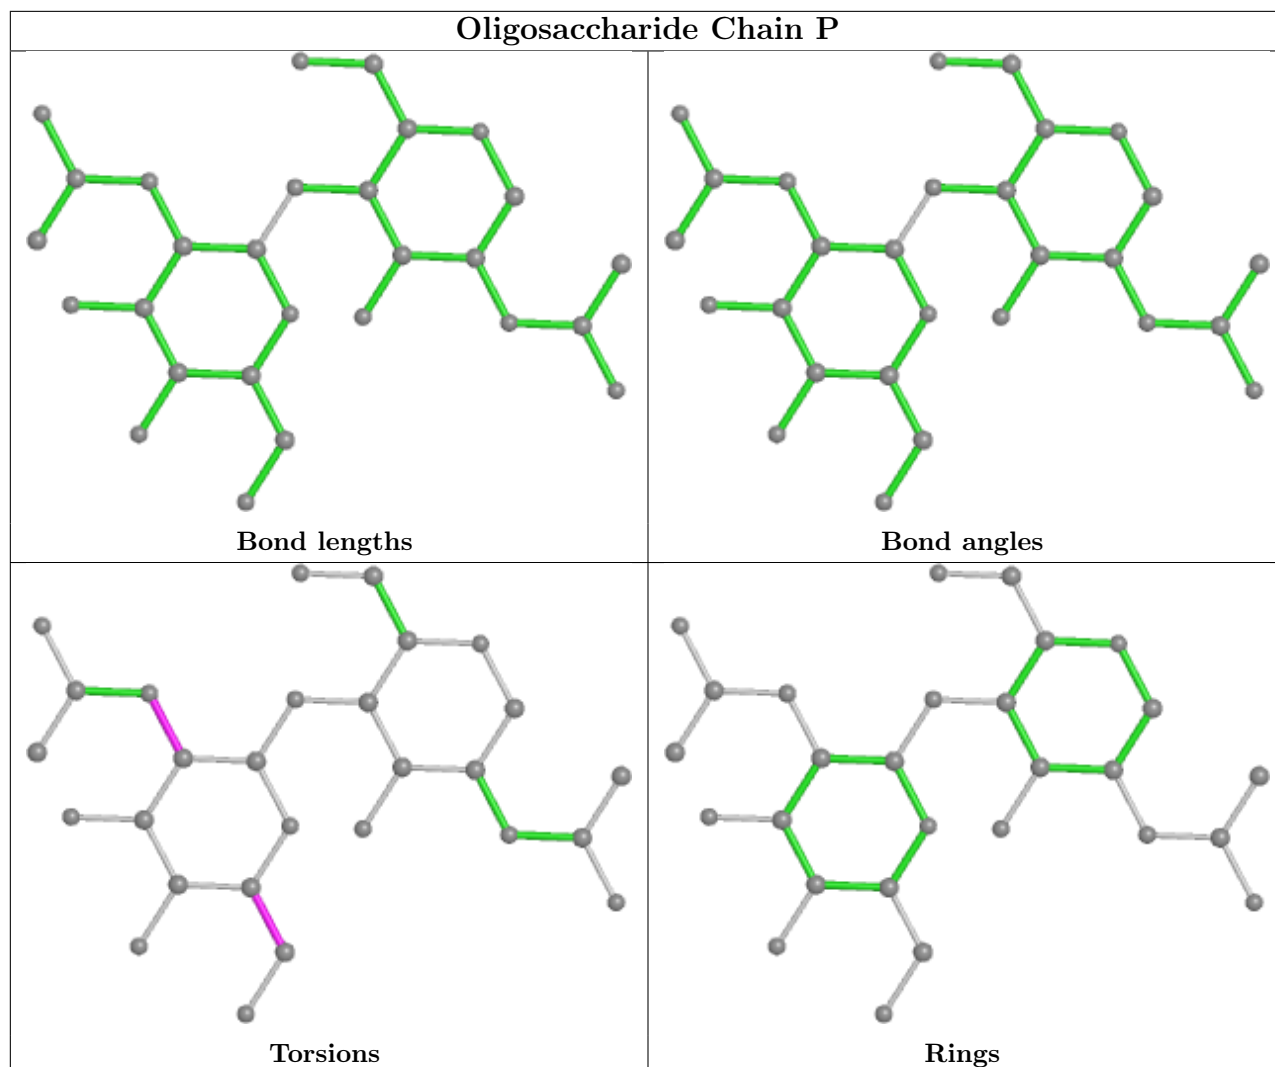 Oligosaccharide Chain P
Bond lengths
Bond angles
Torsions
Rings